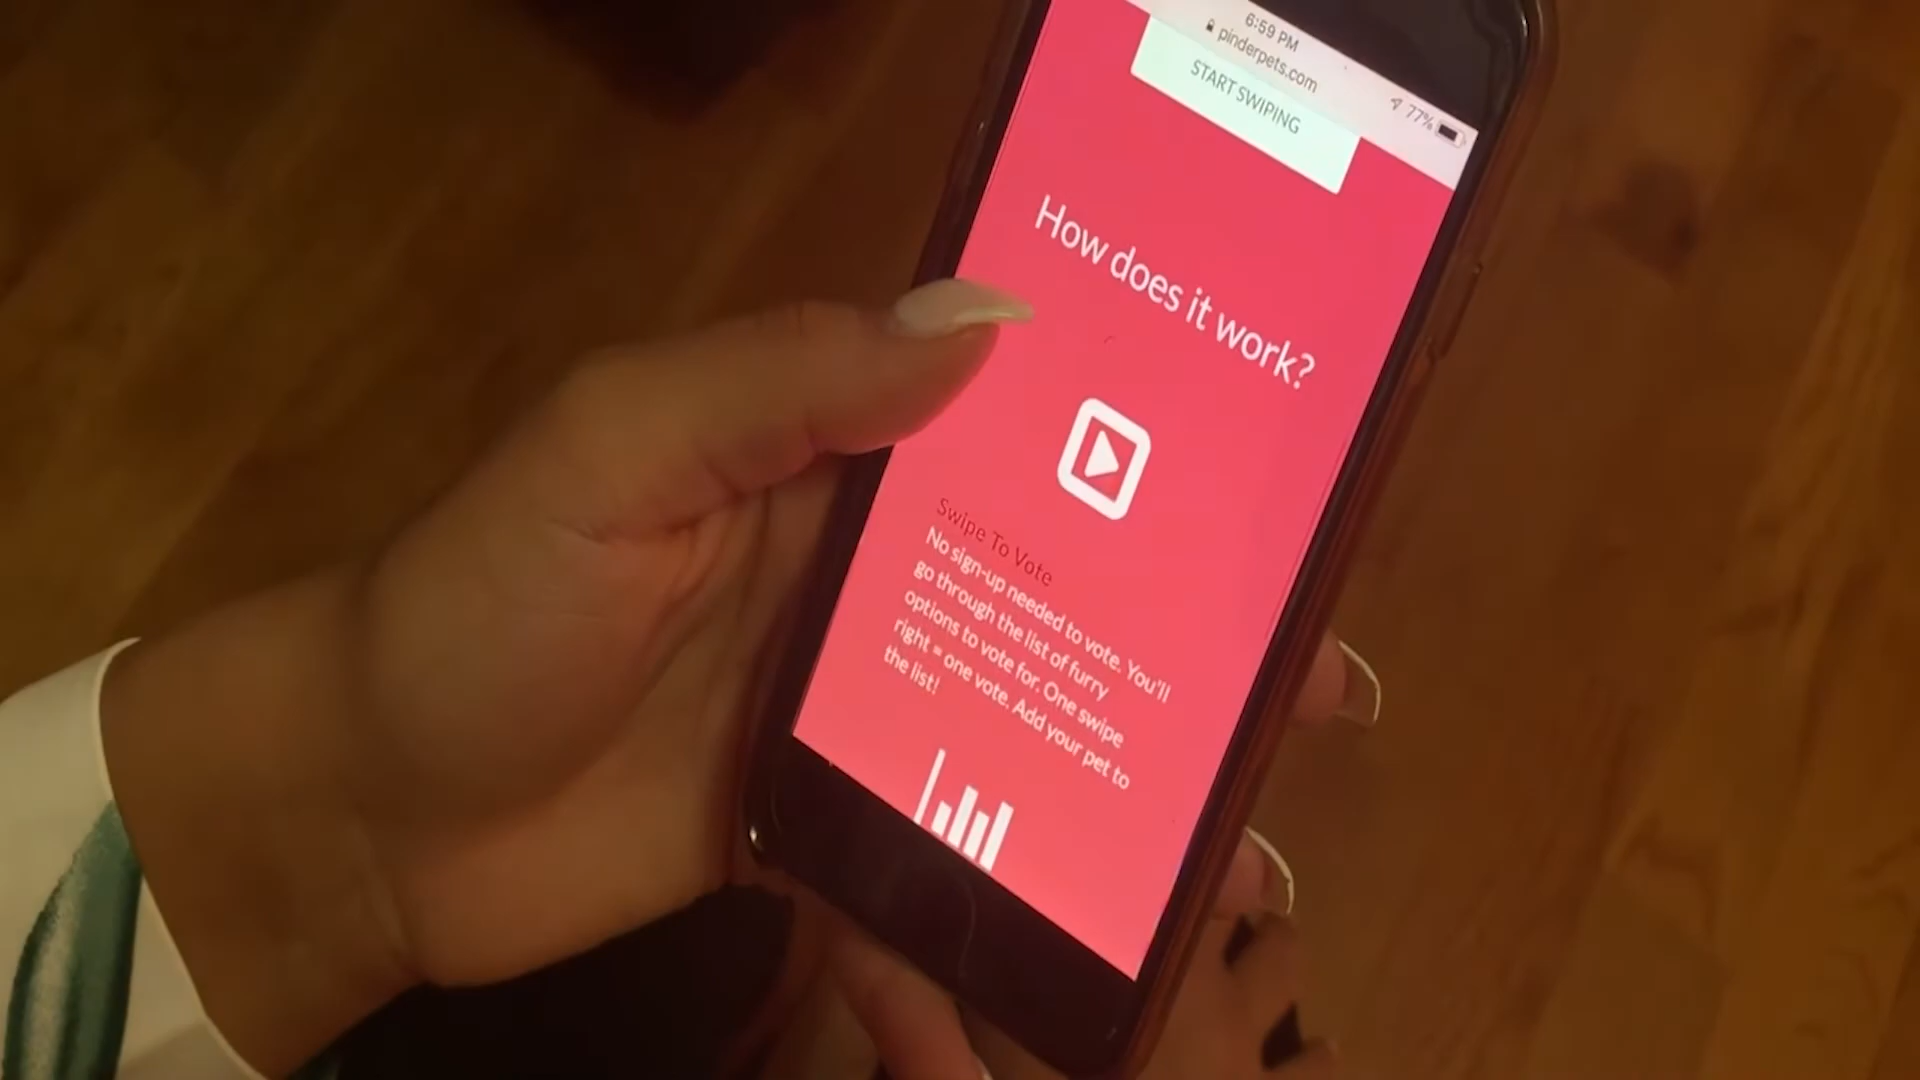 6:59 PM
pinderpets.com
77%
START SWIPING
How does it work?
Swipe To Vote
No sign-up needed to vote. You'll
go through the list of furry
options to vote for. One swipe
right = one vote. Add your pet to
the list!